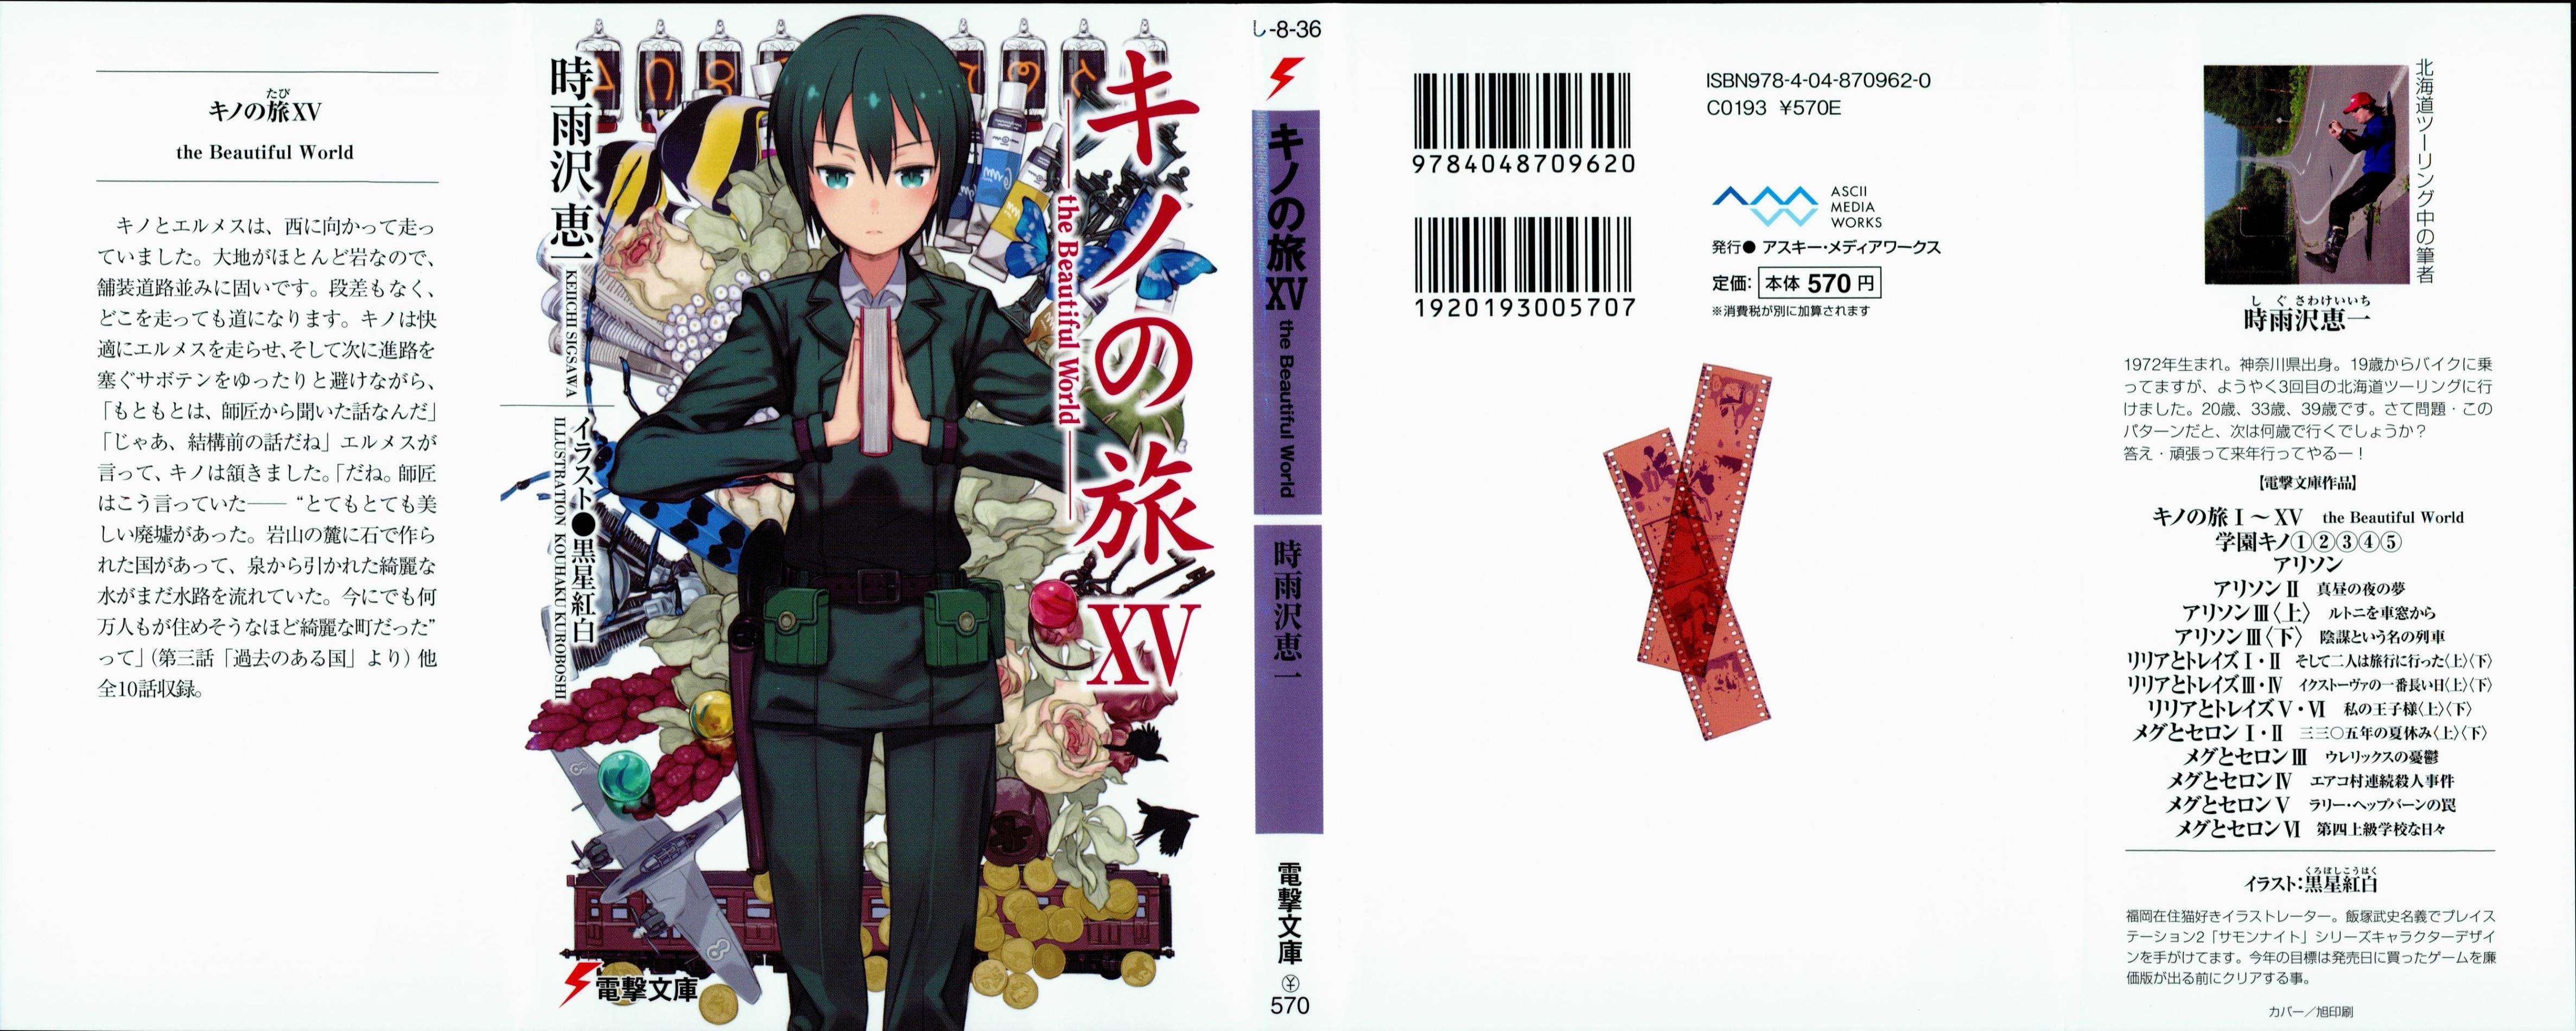 キノの旅XV
たび
the Beautiful World
キノとエルメスは、西に向かって走っ
ていました。大地がほとんど岩なので、
舗装道路並みに固いです。段差もなく、
どこを走っても道になります。キノは快
適にエルメスを走らせ、そして次に進路を
塞ぐサボテンをゆったりと避けながら、
「もともとは、師匠から聞いた話なんだ」
「じゃあ、結構前の話だね」エルメスが
言って、キノは頷きました。「だね。師匠
はこう言っていた―― “とてもとても美
しい廃墟があった。岩山の麓に石で作ら
れた国があって、泉から引かれた綺麗な
水がまだ水路を流れていた。今にでも何
万人もが住めそうなほど綺麗な町だった”
って」(第三話「過去のある国」より) 他
全10話収録。
キノの旅XV
the Beautiful World
時雨沢恵一
KEIICHI SIGSAWA
イラスト●黒星紅白
ILLUSTRATION KOUHAKU KUROBOSHI
電撃文庫
し-8-36
キノの旅XV the Beautiful World
時雨沢恵一
電撃文庫
¥
570
9784048709620
1920193005707
ISBN978-4-04-870962-0
C0193 ¥570E
ASCII
MEDIA
WORKS
発行● アスキー・メディアワークス
定価: 本体 570 円
※消費税が別に加算されます
北海道ツーリング中の筆者
しぐさわけいいち
時雨沢恵一
1972年生まれ。神奈川県出身。19歳からバイクに乗
ってますが、ようやく3回目の北海道ツーリングに行
けました。20歳、33歳、39歳です。さて問題・この
パターンだと、次は何歳で行くでしょうか?
答え・頑張って来年行ってやるー!
【電撃文庫作品】
キノの旅 I ～ XV the Beautiful World
学園キノ①②③④⑤
アリソン
アリソン II 真昼の夜の夢
アリソン III〈上〉 ルトニを車窓から
アリソン III〈下〉 陰謀という名の列車
リリアとトレイズ I・II そして二人は旅行に行った〈上〉〈下〉
リリアとトレイズ III・IV イクストーヴァの一番長い日〈上〉〈下〉
リリアとトレイズ V・VI 私の王子様〈上〉〈下〉
メグとセロン I・II 三三〇五年の夏休み〈上〉〈下〉
メグとセロン III ウレリックスの憂鬱
メグとセロン IV エアコ村連続殺人事件
メグとセロン V ラリー・ヘップバーンの罠
メグとセロン VI 第四上級学校な日々
くろぼしこうはく
イラスト:黒星紅白
福岡在住猫好きイラストレーター。飯塚武史名義でプレイス
テーション2「サモンナイト」シリーズキャラクターデザイ
ンを手がけてます。今年の目標は発売日に買ったゲームを廉
価版が出る前にクリアする事。
カバー／旭印刷